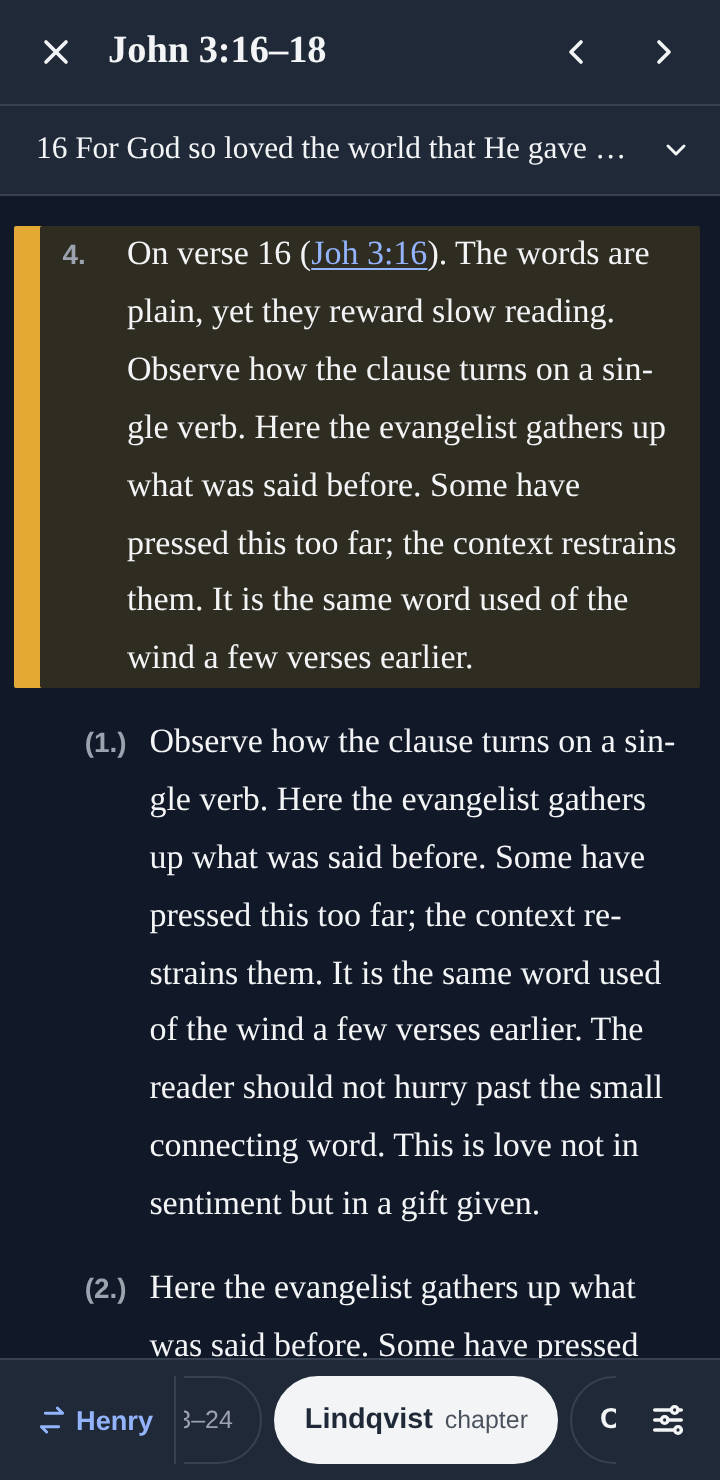 John 3:16–18
16 For God so loved the world that He gave …
4. On verse 16 (Joh 3:16). The words are
plain, yet they reward slow reading.
Observe how the clause turns on a sin-
gle verb. Here the evangelist gathers up
what was said before. Some have
pressed this too far; the context restrains
them. It is the same word used of the
wind a few verses earlier.
(1.) Observe how the clause turns on a sin-
gle verb. Here the evangelist gathers
up what was said before. Some have
pressed this too far; the context re-
strains them. It is the same word used
of the wind a few verses earlier. The
reader should not hurry past the small
connecting word. This is love not in
sentiment but in a gift given.
(2.) Here the evangelist gathers up what
was said before. Some have pressed
Henry 3–24 Lindqvist chapter